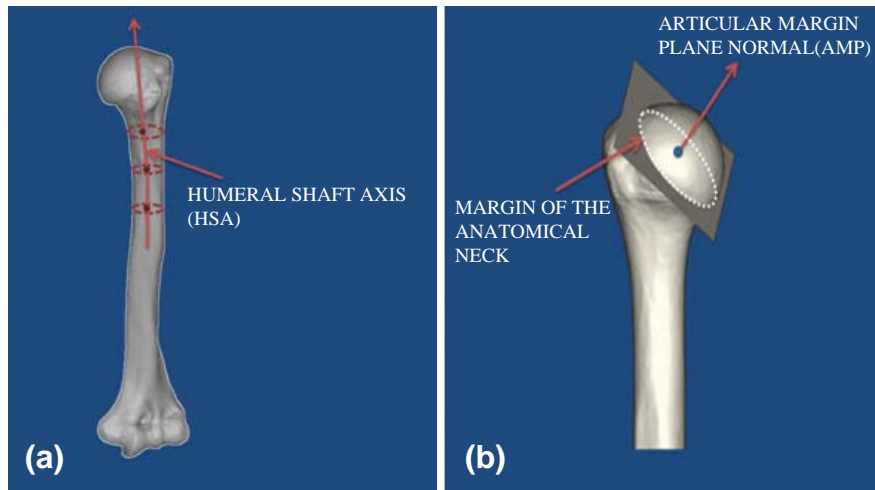 HUMERAL SHAFT AXIS
(HSA)
(a)
ARTICULAR MARGIN
PLANE NORMAL(AMP)
MARGIN OF THE
ANATOMICAL
NECK
(b)